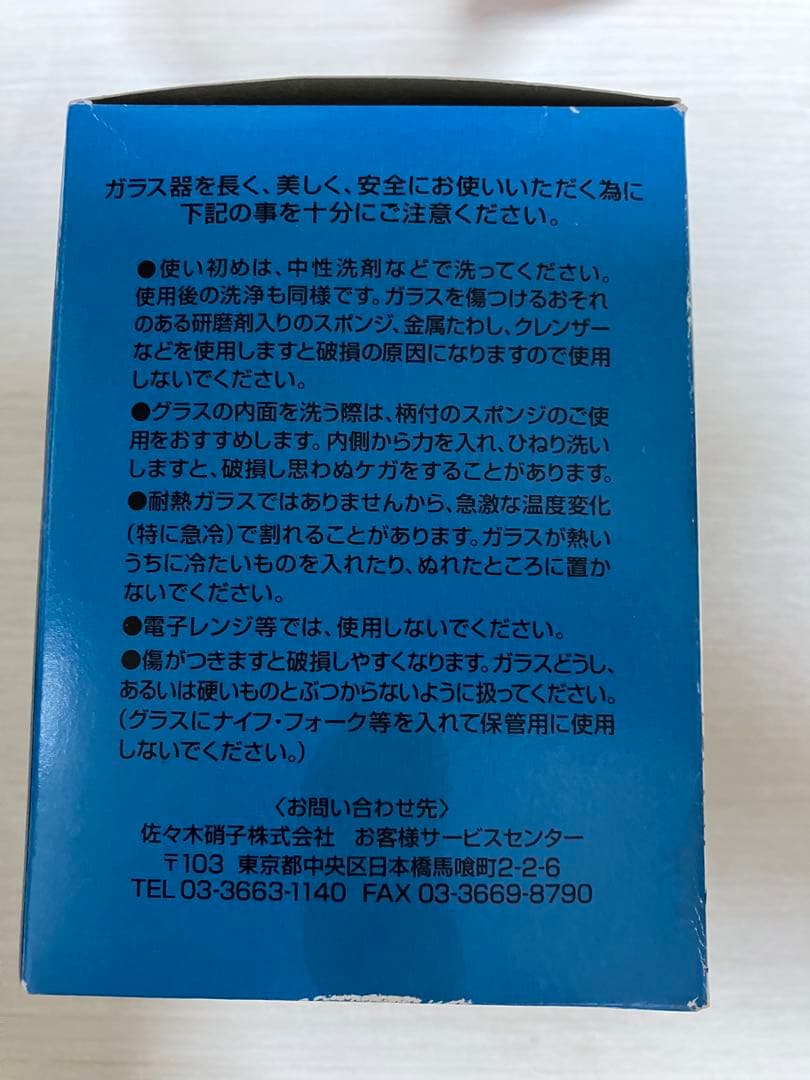 ガラス器を長く、美しく、安全にお使いいただく為に
下記の事を十分にご注意ください。
●使い初めは、中性洗剤などで洗ってください。
使用後の洗浄も同様です。ガラスを傷つけるおそれ
のある研磨剤入りのスポンジ、金属たわし、クレンザー
などを使用しますと破損の原因になりますので使用
しないでください。
●グラスの内面を洗う際は、柄付のスポンジのご使
用をおすすめします。内側から力を入れ、ひねり洗い
しますと、破損し思わぬケガをすることがあります。
●耐熱ガラスではありませんから、急激な温度変化
(特に急冷)で割れることがあります。ガラスが熱い
うちに冷たいものを入れたり、ぬれたところに置か
ないでください。
●電子レンジ等では、使用しないでください。
●傷がつきますと破損しやすくなります。ガラスどうし、
あるいは硬いものとぶつからないように扱ってください。
(グラスにナイフ・フォーク等を入れて保管用に使用
しないでください。)
〈お問い合わせ先〉
佐々木硝子株式会社 お客様サービスセンター
〒103 東京都中央区日本橋馬喰町2-2-6
TEL 03-3663-1140 FAX 03-3669-8790